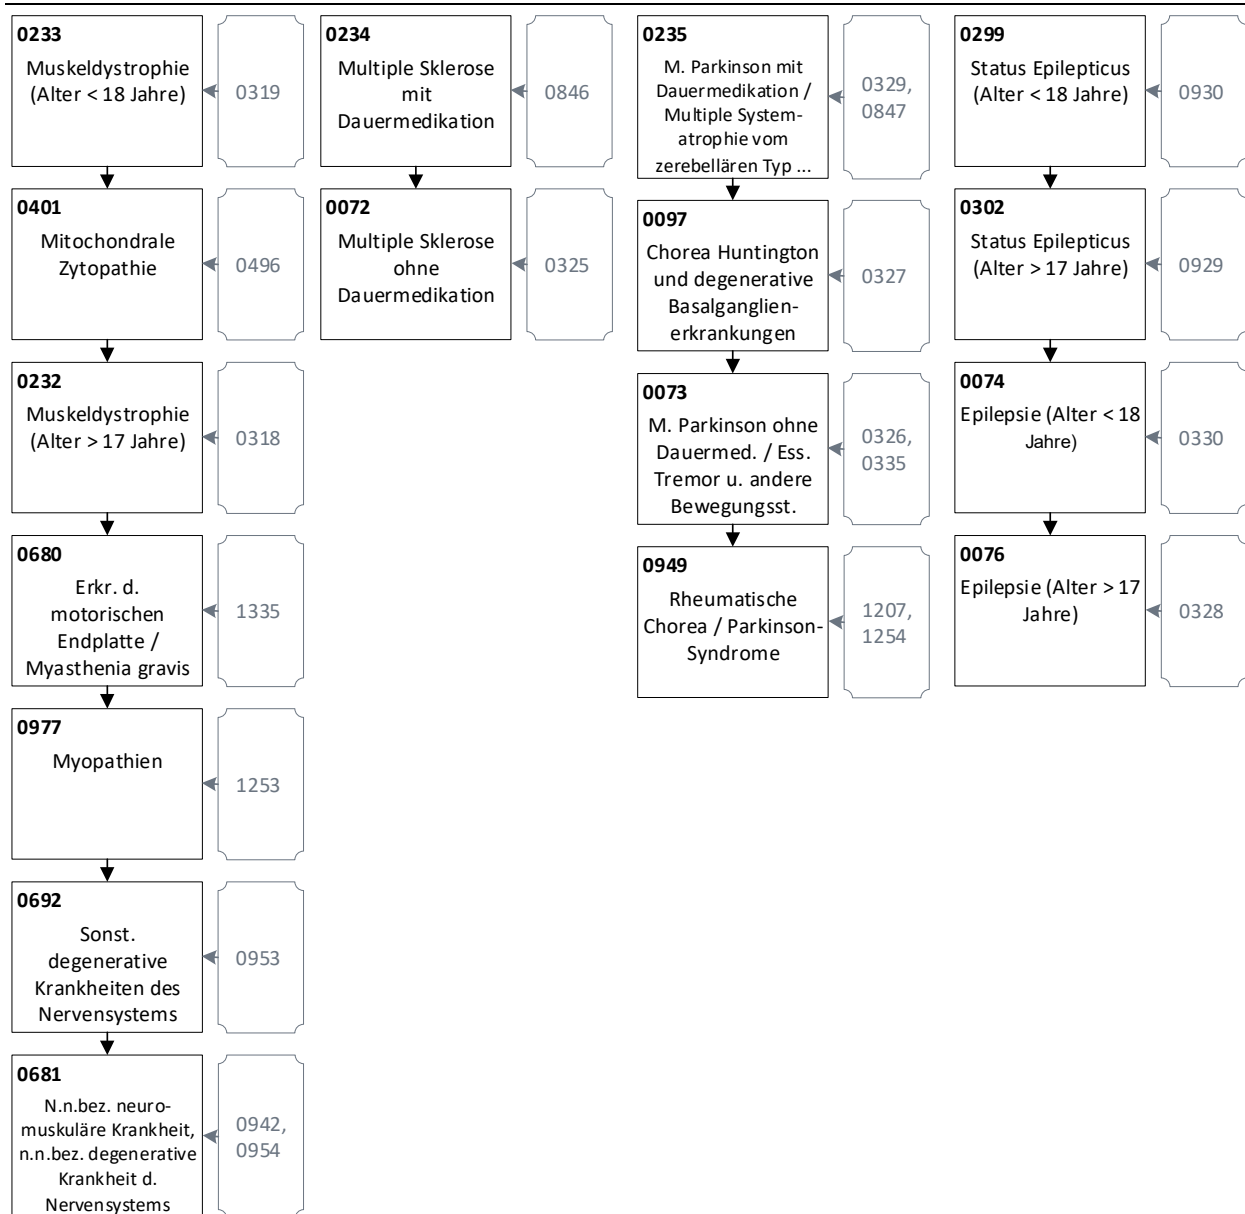 0233
Muskeldystrophie
(Alter < 18 Jahre)
0319
0401
Mitochondrale
Zytopathie
0496
0232
Muskeldystrophie
(Alter > 17 Jahre)
0318
0680
Erkr. d.
motorischen
Endplatte /
Myasthenia gravis
1335
0977
Myopathien
1253
0692
Sonst.
degenerative
Krankheiten des
Nervensystems
0953
0681
N.n.bez. neuro-
muskuläre Krankheit,
n.n.bez. degenerative
Krankheit d.
Nervensystems
0942,
0954
0234
Multiple Sklerose
mit
Dauermedikation
0846
0072
Multiple Sklerose
ohne
Dauermedikation
0325
0235
M. Parkinson mit
Dauermedikation /
Multiple System-
atrophie vom
zerebellären Typ ...
0329,
0847
0097
Chorea Huntington
und degenerative
Basalganglien-
erkrankungen
0327
0073
M. Parkinson ohne
Dauermed. / Ess.
Tremor u. andere
Bewegungsst.
0326,
0335
0949
Rheumatische
Chorea / Parkinson-
Syndrome
1207,
1254
0299
Status Epilepticus
(Alter < 18 Jahre)
0930
0302
Status Epilepticus
(Alter > 17 Jahre)
0929
0074
Epilepsie (Alter < 18
Jahre)
0330
0076
Epilepsie (Alter > 17
Jahre)
0328